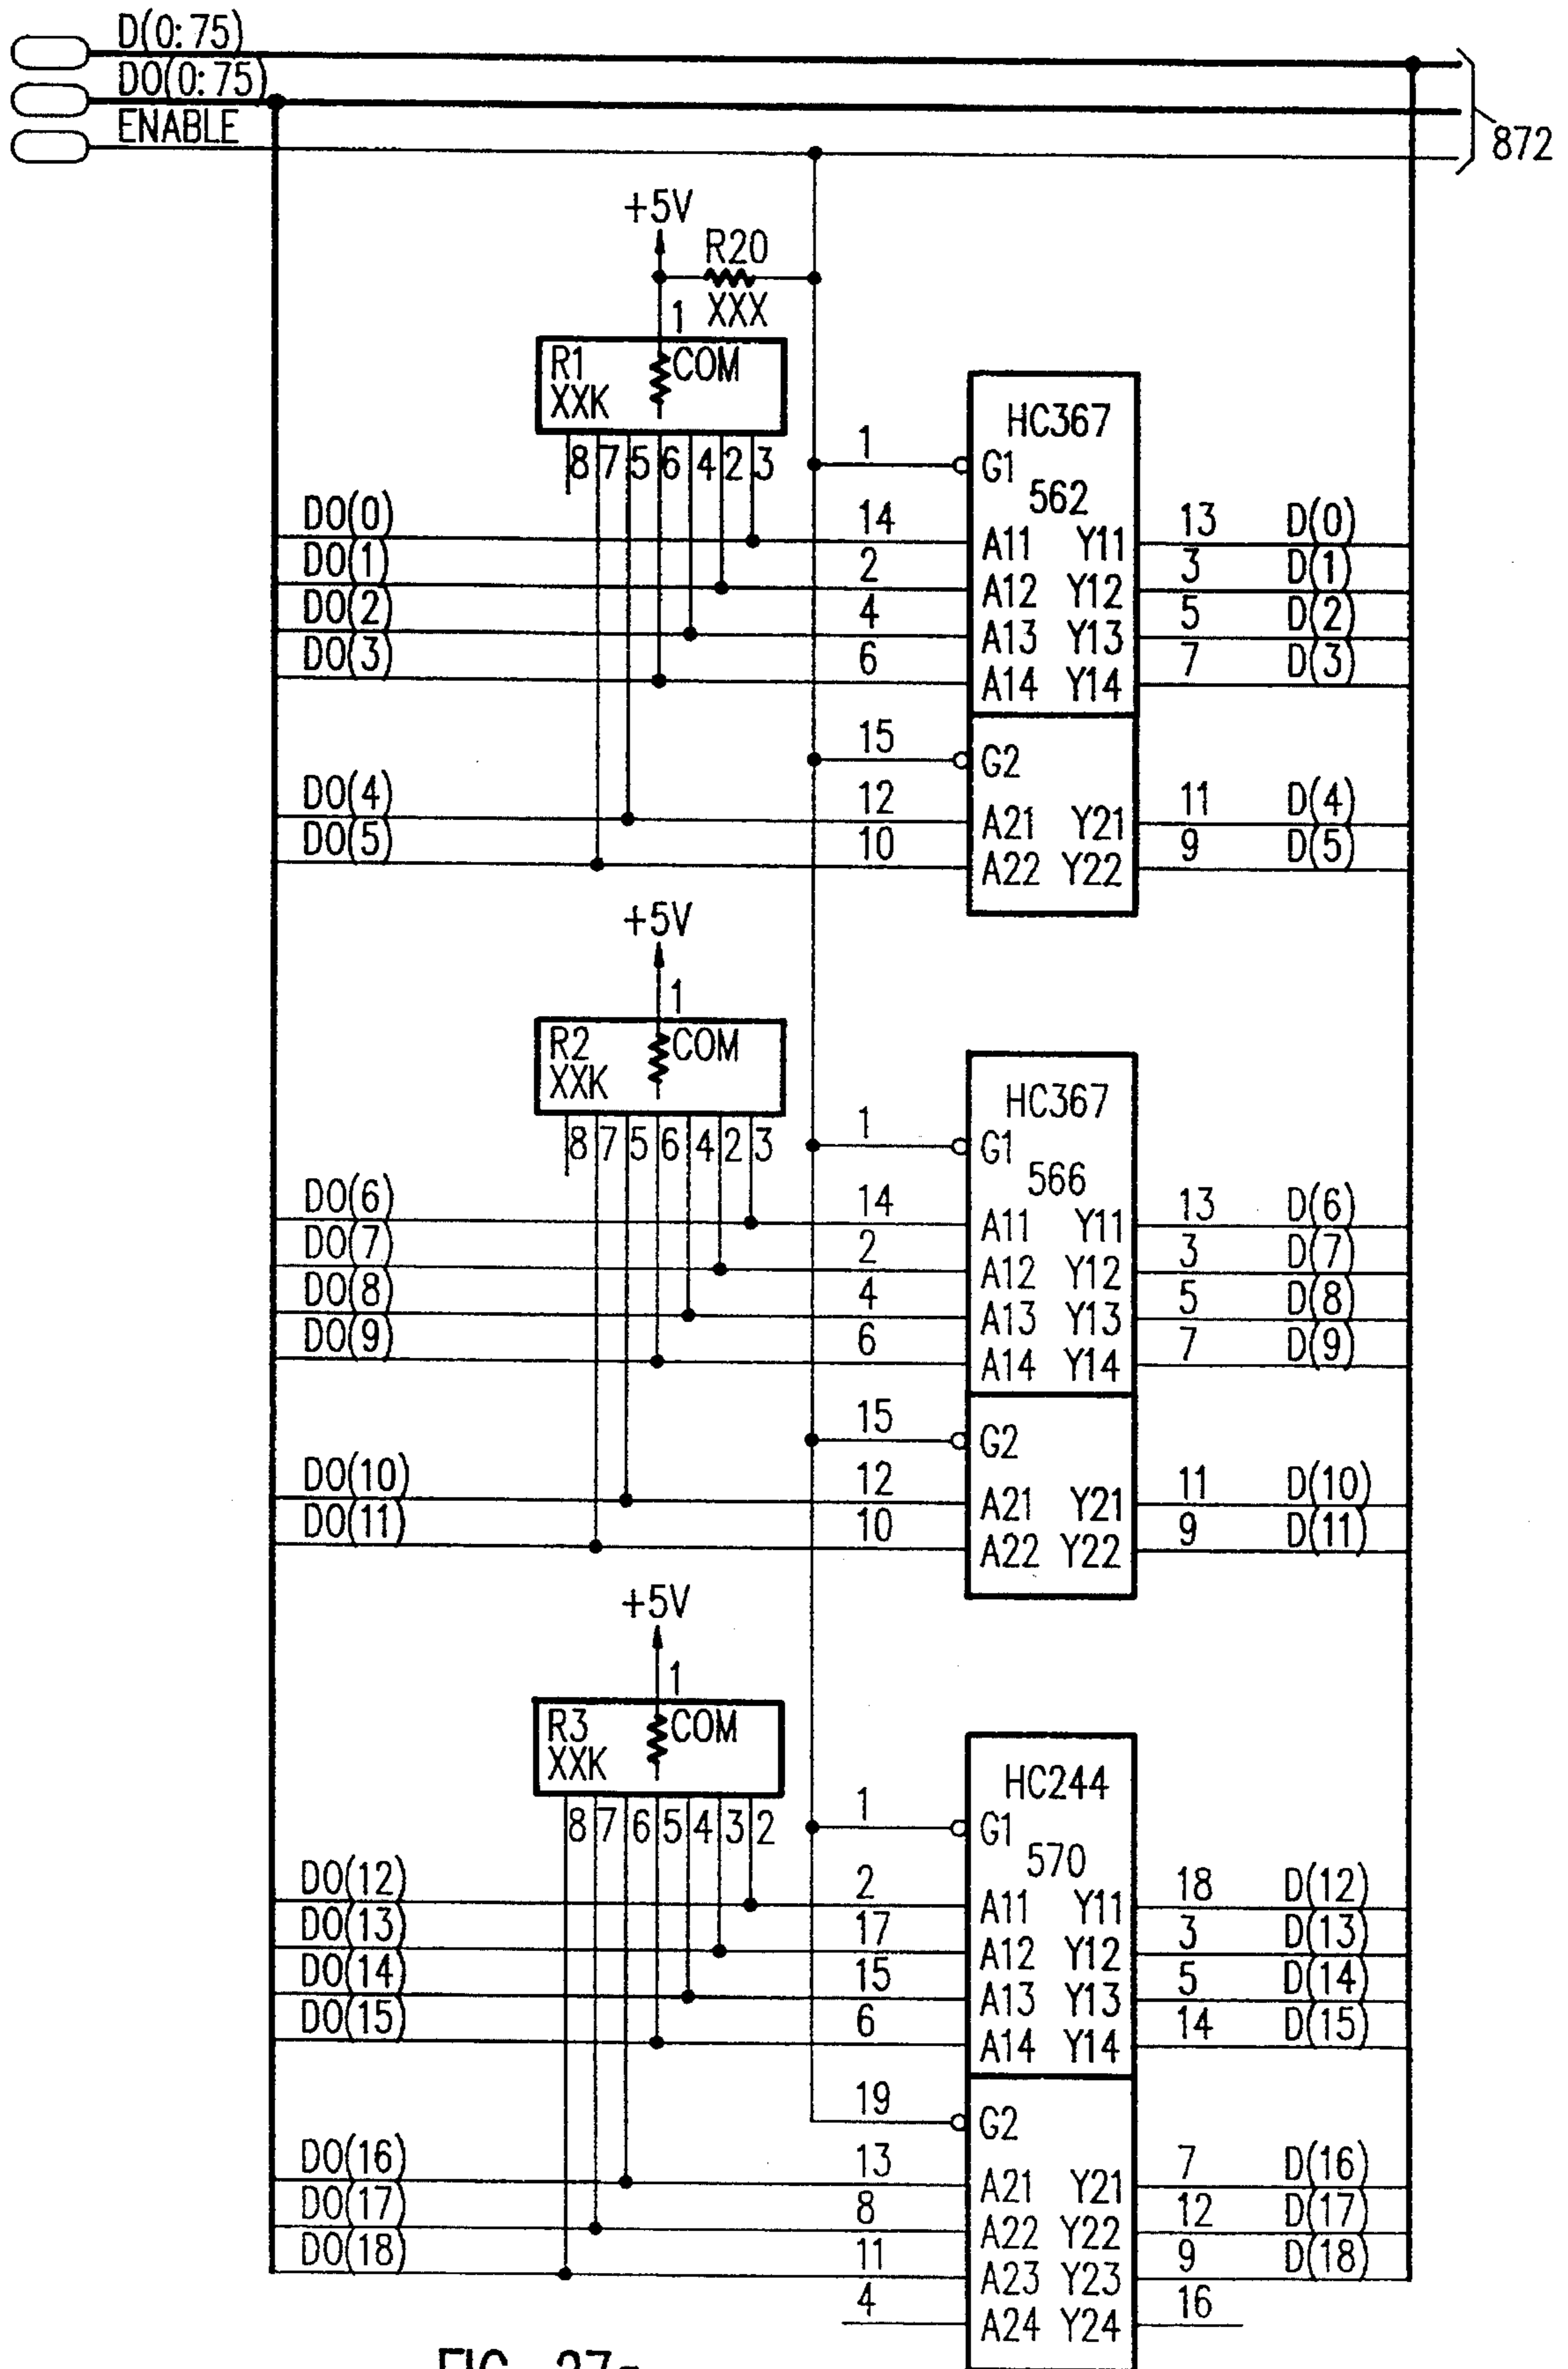 D(0:75)
DO(0:75)
ENABLE
872
+5V
R20
XXX
1
R1 COM
XXK
8 7 5 6 4 2 3
HC367
1 G1
562
DO(0) 14 A11 Y11 13 D(0)
DO(1) 2 A12 Y12 3 D(1)
DO(2) 4 A13 Y13 5 D(2)
DO(3) 6 A14 Y14 7 D(3)
15 G2
DO(4) 12 A21 Y21 11 D(4)
DO(5) 10 A22 Y22 9 D(5)
+5V
1
R2 COM
XXK
8 7 5 6 4 2 3
HC367
1 G1
566
DO(6) 14 A11 Y11 13 D(6)
DO(7) 2 A12 Y12 3 D(7)
DO(8) 4 A13 Y13 5 D(8)
DO(9) 6 A14 Y14 7 D(9)
15 G2
DO(10) 12 A21 Y21 11 D(10)
DO(11) 10 A22 Y22 9 D(11)
+5V
1
R3 COM
XXK
8 7 6 5 4 3 2
HC244
1 G1
570
DO(12) 2 A11 Y11 18 D(12)
DO(13) 17 A12 Y12 3 D(13)
DO(14) 15 A13 Y13 5 D(14)
DO(15) 6 A14 Y14 14 D(15)
19 G2
DO(16) 13 A21 Y21 7 D(16)
DO(17) 8 A22 Y22 12 D(17)
DO(18) 11 A23 Y23 9 D(18)
4 A24 Y24 16